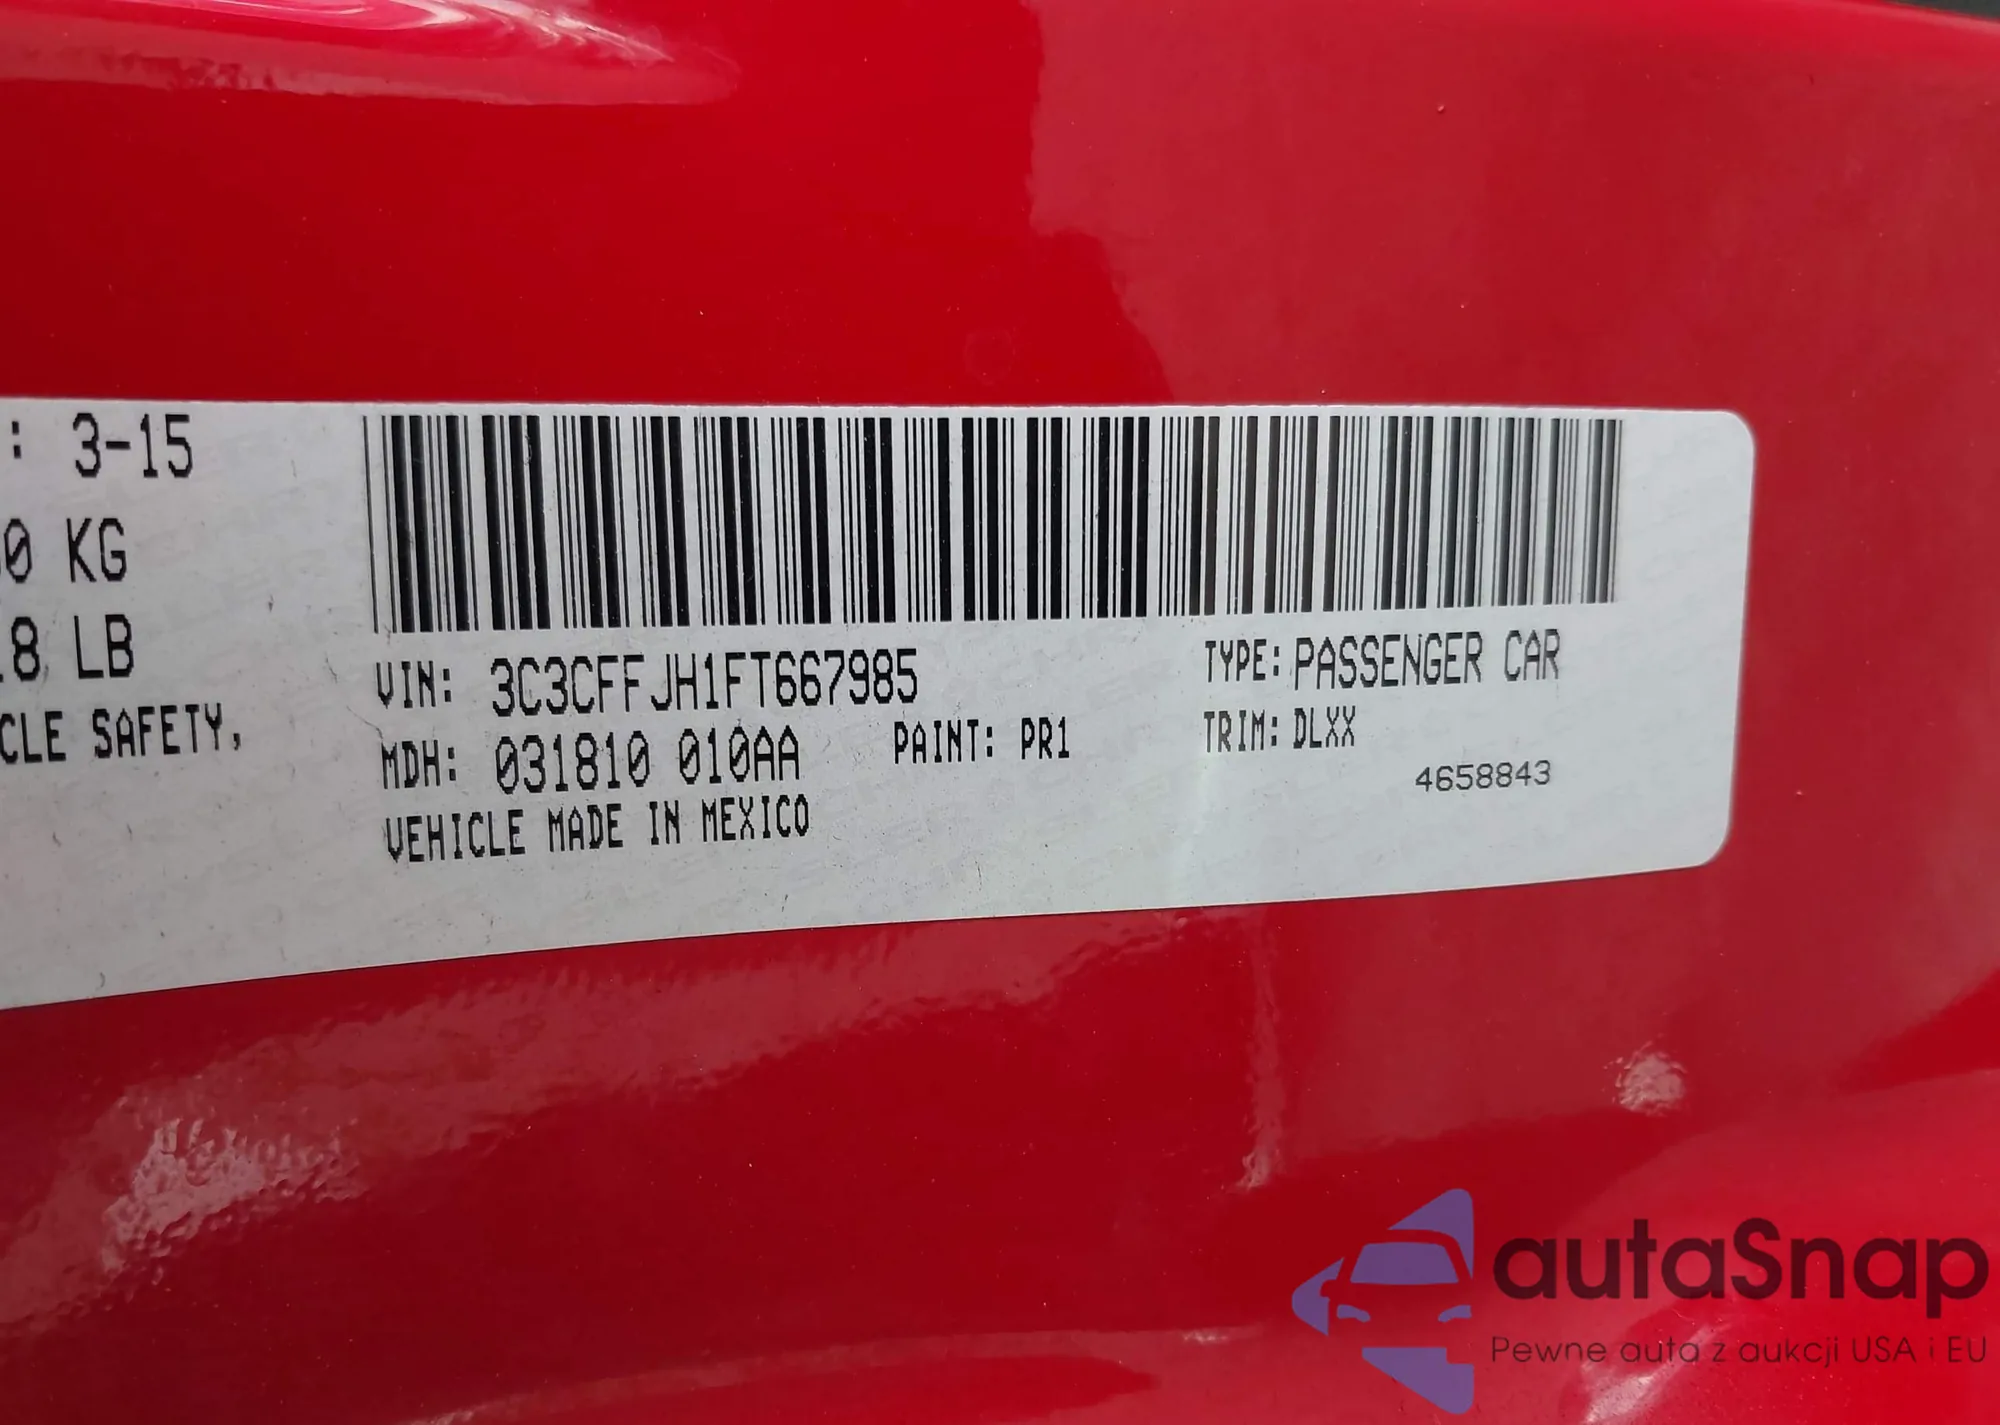 : 3-15
0 KG
8 LB
CLE SAFETY,
VIN: 3C3CFFJH1FT667985
TYPE: PASSENGER CAR
MDH: 031810 010AA PAINT: PR1
TRIM: DLXX
VEHICLE MADE IN MEXICO
4658843
autaSnap
Pewne auta z aukcji USA i EU